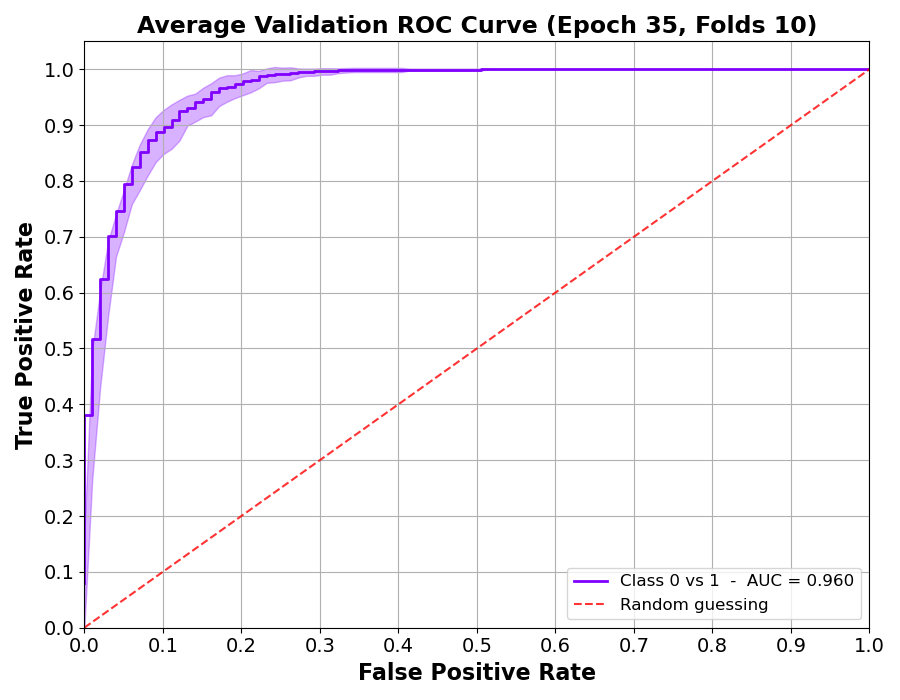 Average Validation ROC Curve (Epoch 35, Folds 10)
True Positive Rate
1.0
0.9
0.8
0.7
0.6
0.5
0.4
0.3
0.2
0.1
0.0
Class 0 vs 1 - AUC = 0.960
Random guessing
0.0 0.1 0.2 0.3 0.4 0.5 0.6 0.7 0.8 0.9 1.0
False Positive Rate